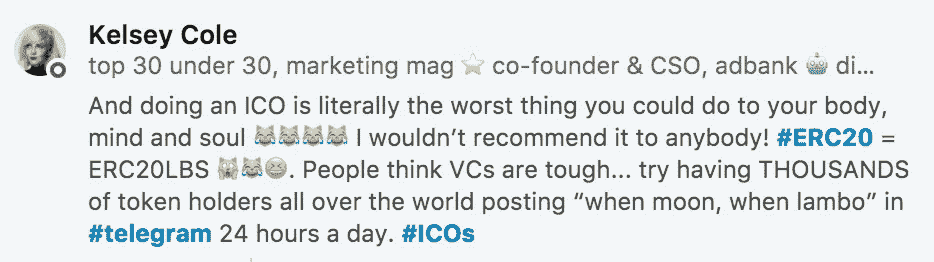 Kelsey Cole
top 30 under 30, marketing mag ⭐ co-founder & CSO, adbank 🤖 di...
And doing an ICO is literally the worst thing you could do to your body,
mind and soul 😹😹😹😹 I wouldn’t recommend it to anybody! #ERC20 =
ERC20LBS 🙀😹😆. People think VCs are tough... try having THOUSANDS
of token holders all over the world posting “when moon, when lambo” in
#telegram 24 hours a day. #ICOs